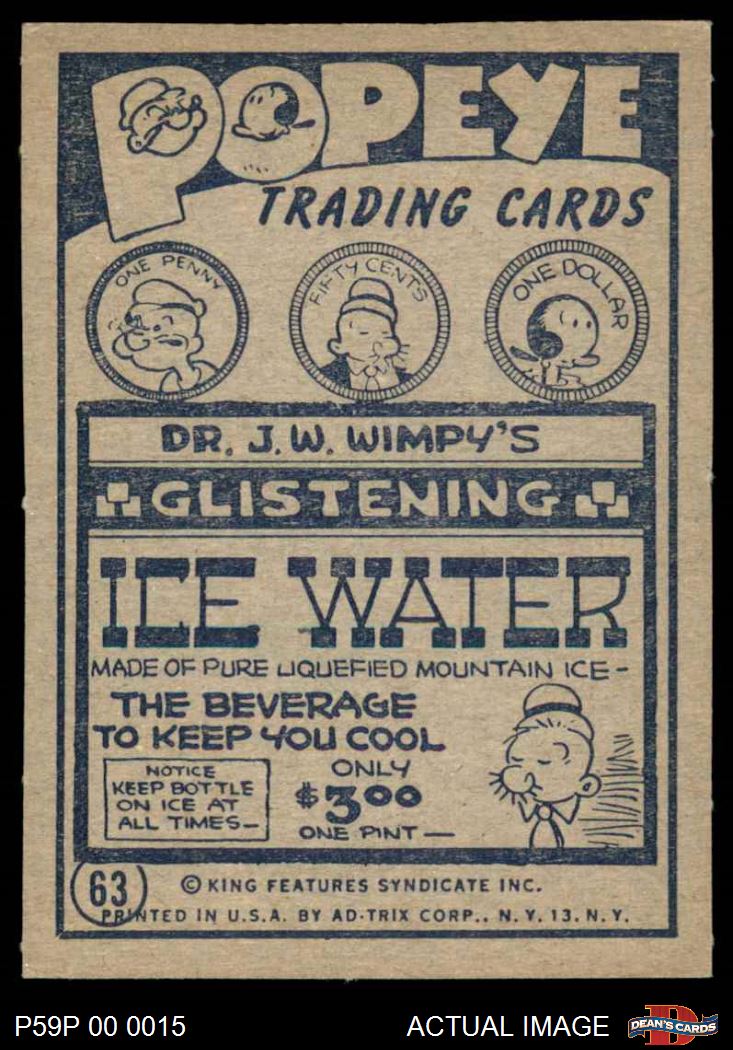 POPEYE
TRADING CARDS
ONE PENNY
FIFTY CENTS
ONE DOLLAR
DR. J. W. WIMPY'S
GLISTENING
ICE WATER
MADE OF PURE LIQUEFIED MOUNTAIN ICE-
THE BEVERAGE
TO KEEP YOU COOL
NOTICE
KEEP BOTTLE
ON ICE AT
ALL TIMES-
ONLY
$3.00
ONE PINT-
63
© KING FEATURES SYNDICATE INC.
PRINTED IN U.S.A. BY AD-TRIX CORP., N. Y. 13, N. Y.
P59P 00 0015
ACTUAL IMAGE
D
DEAN'S CARDS